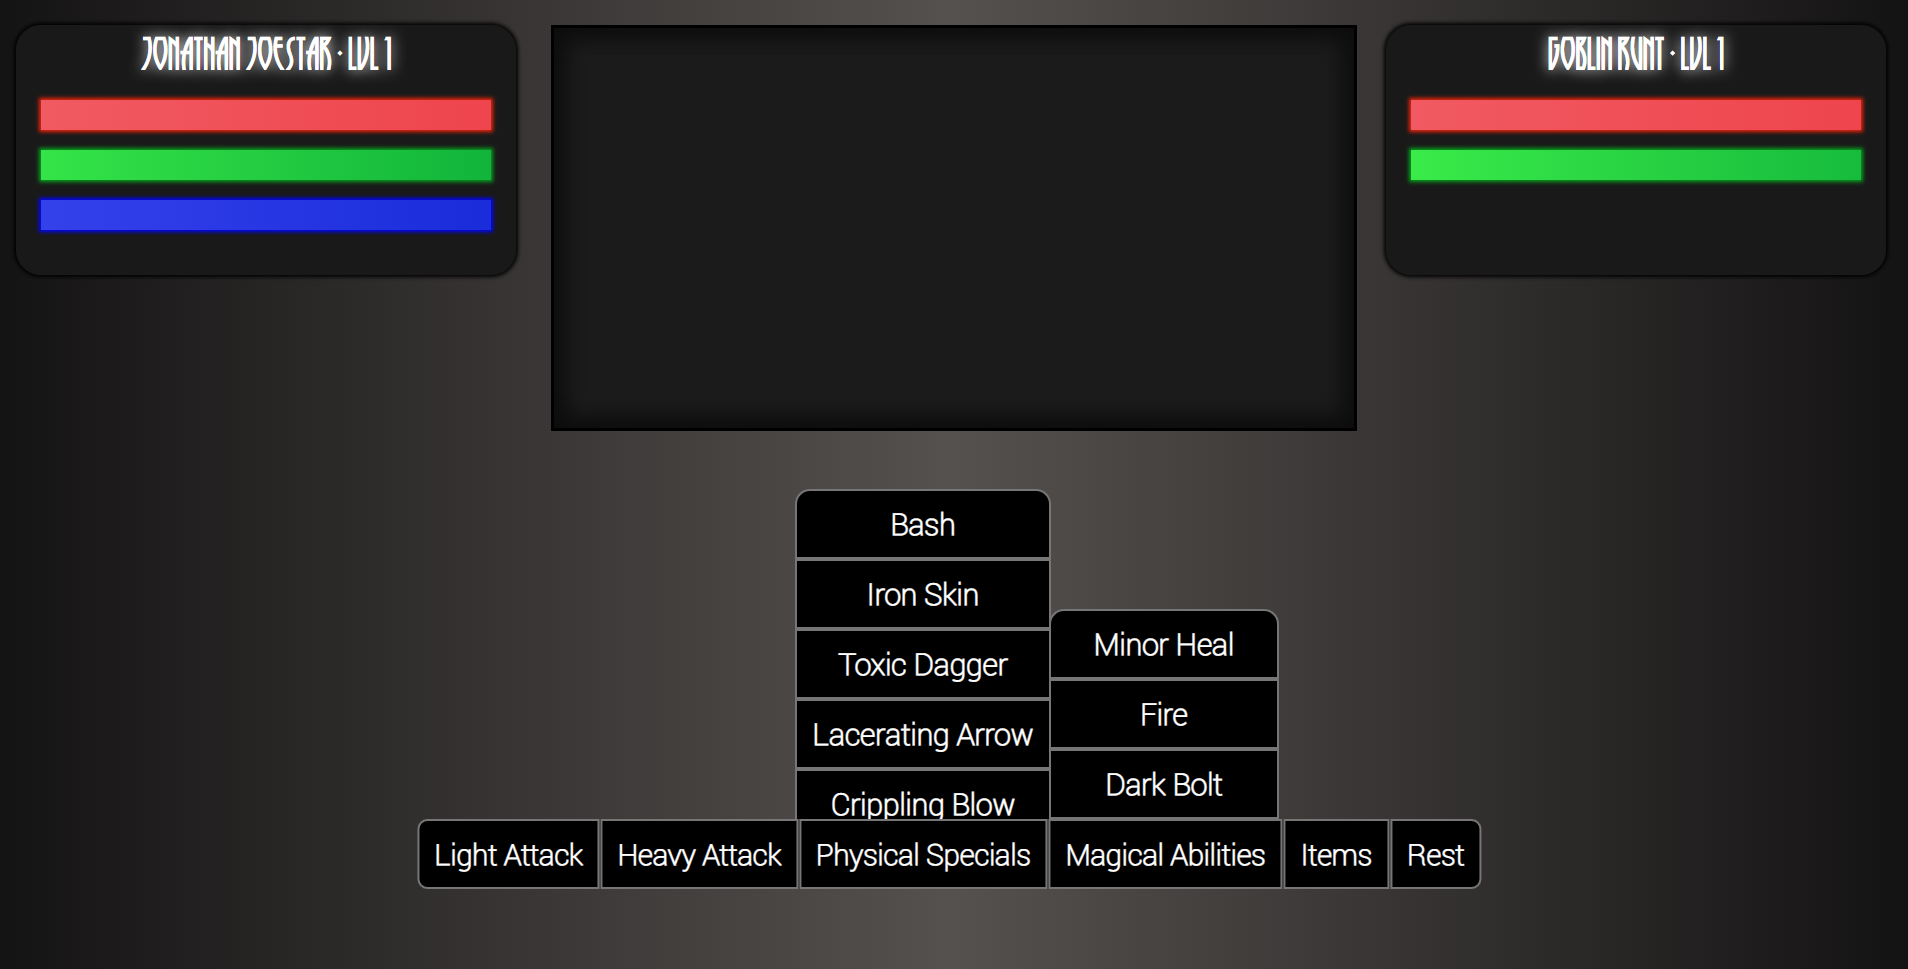 JONATHAN JOESTAR · LVL 1
GOBLIN RUNT · LVL 1
Bash
Iron Skin
Toxic Dagger
Lacerating Arrow
Crippling Blow
Minor Heal
Fire
Dark Bolt
Light Attack
Heavy Attack
Physical Specials
Magical Abilities
Items
Rest